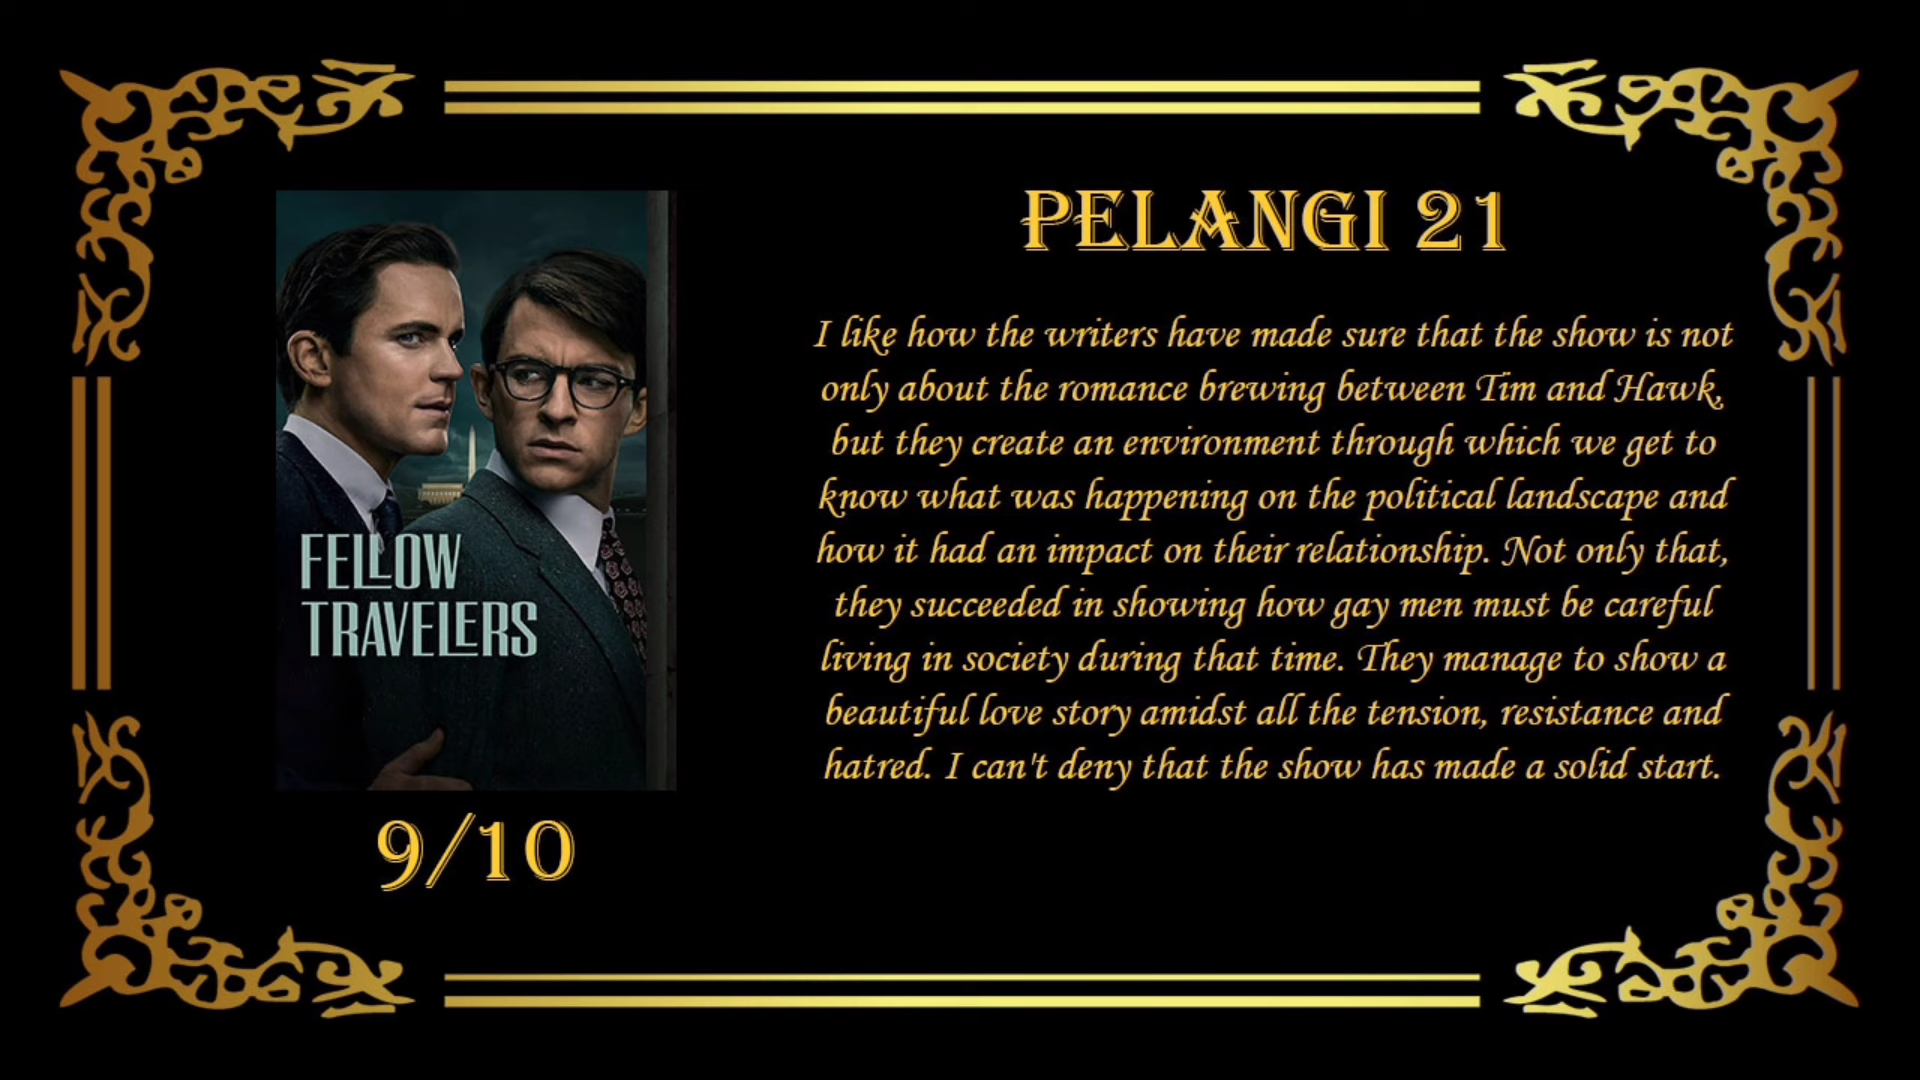 PELANGI 21
I like how the writers have made sure that the show is not
only about the romance brewing between Tim and Hawk,
but they create an environment through which we get to
know what was happening on the political landscape and
how it had an impact on their relationship. Not only that,
they succeeded in showing how gay men must be careful
living in society during that time. They manage to show a
beautiful love story amidst all the tension, resistance and
hatred. I can't deny that the show has made a solid start.
FELLOW
TRAVELERS
9/10